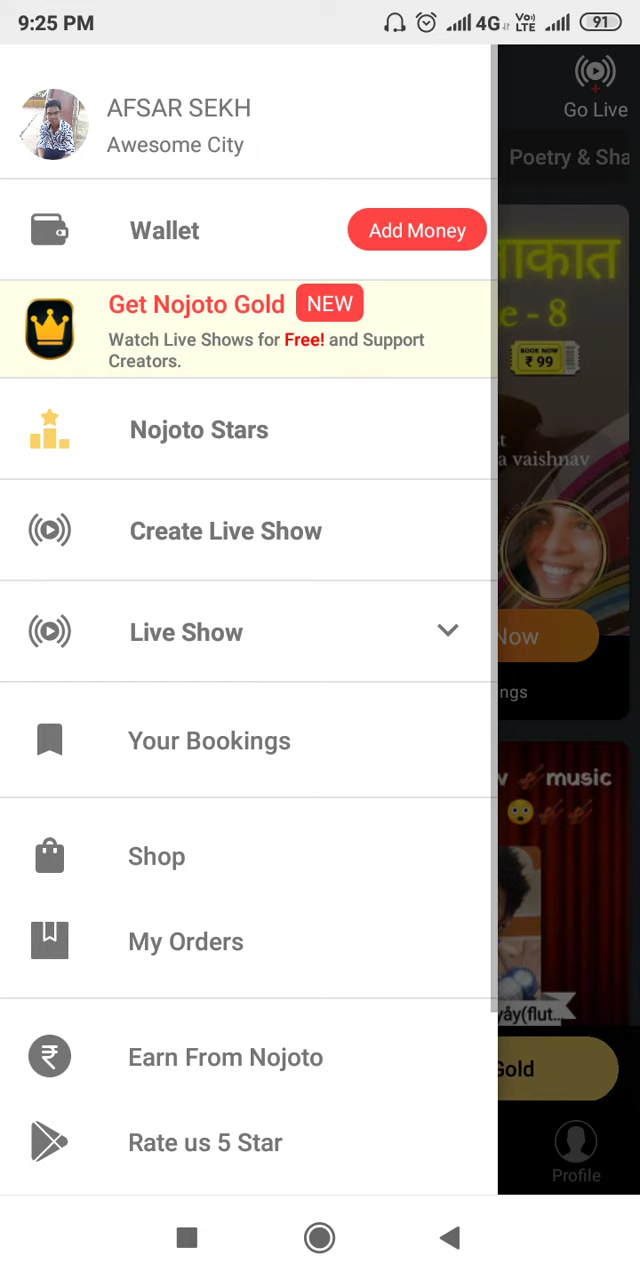 9:25 PM
4G
Vo))
LTE
91
AFSAR SEKH
Awesome City
Go Live
Poetry & Sha
Wallet
Add Money
Get Nojoto Gold NEW
Watch Live Shows for Free! and Support
Creators.
e - 8
BOOK NOW
₹ 99
Nojoto Stars
a vaishnav
Create Live Show
Live Show
Now
ngs
Your Bookings
music
Shop
My Orders
Earn From Nojoto
Gold
Rate us 5 Star
Profile